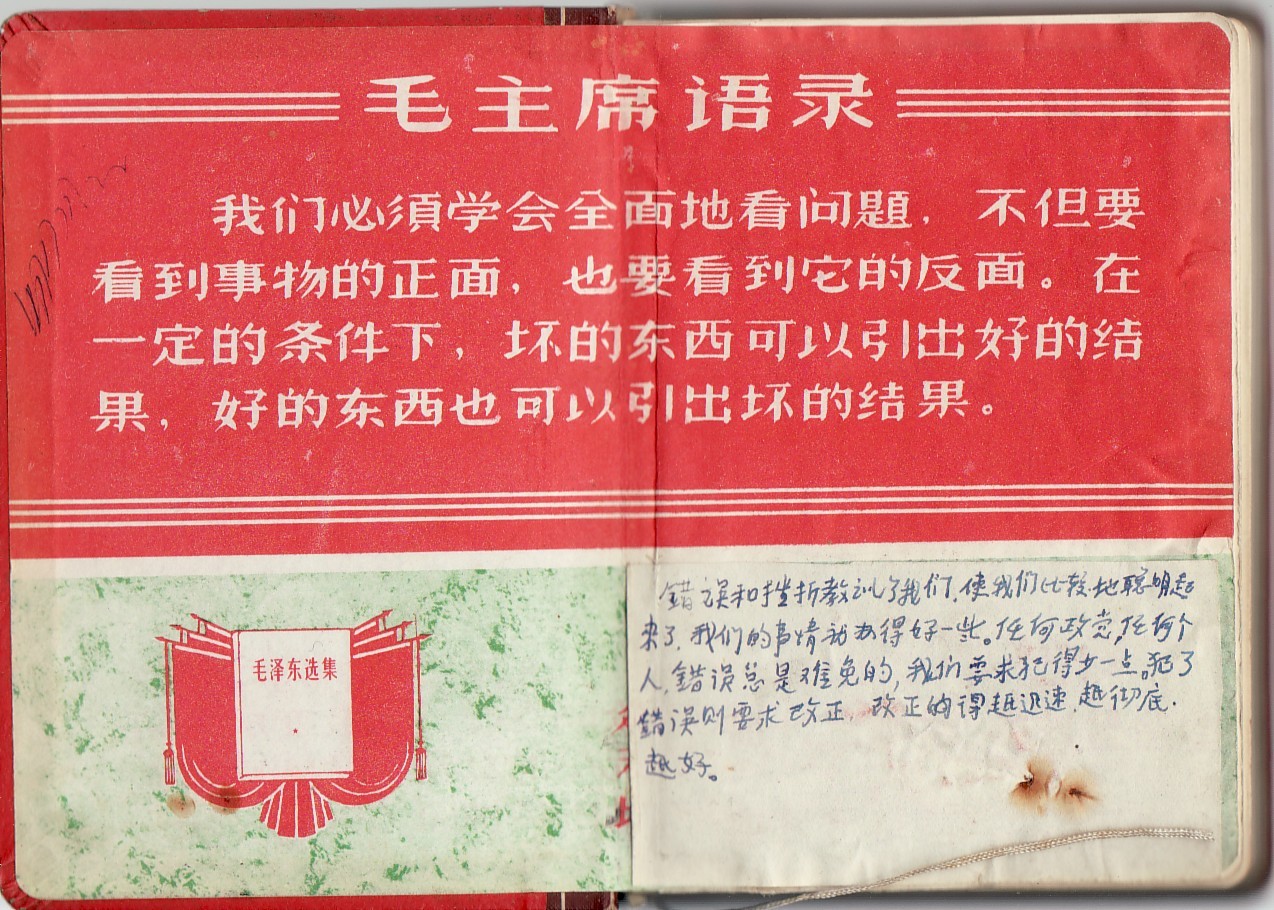 毛主席语录
我们必須学会全面地看问題，不但要
看到事物的正面，也要看到它的反面。在
一定的条件下，坏的东西可以引出好的结
果，好的东西也可以引出坏的结果。
毛泽东选集
錯误和挫折教训了我们，使我们比较地聪明起
来了，我们的事情就办得好一些。任何政党，任何个
人，錯误总是难免的，我们要求犯得少一点。犯了
錯误则要求改正，改正的得越迅速，越彻底，
越好。